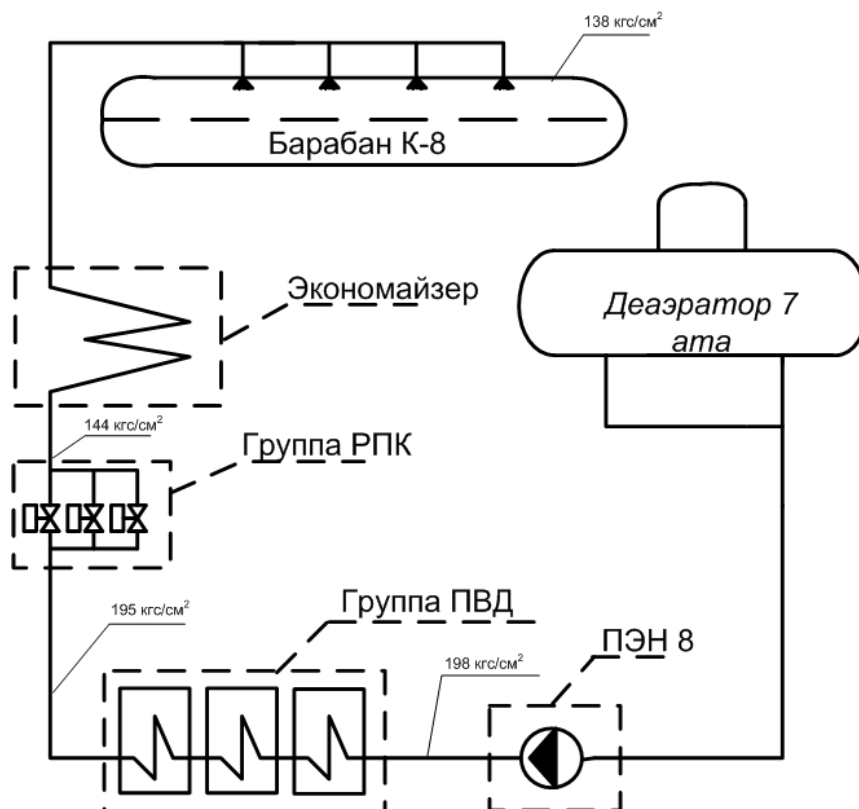 138 кгс/см²
Барабан К-8
Экономайзер
Деаэратор 7
ата
144 кгс/см²
Группа РПК
195 кгс/см²
Группа ПВД
ПЭН 8
198 кгс/см²